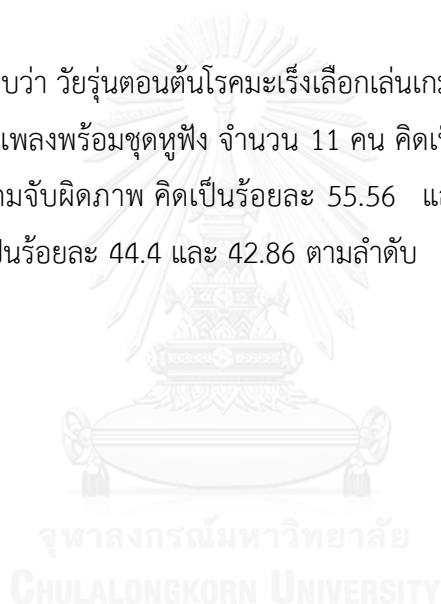 บว่า วัยรุ่นตอนต้นโรคมะเร็งเลือกเล่นเกม
เพลงพร้อมชุดหูฟัง จำนวน 11 คน คิดเป็
ามจับผิดภาพ คิดเป็นร้อยละ 55.56 แ
ป็นร้อยละ 44.4 และ 42.86 ตามลำดับ
จุฬาลงกรณ์มหาวิทยาลัย
CHULALONGKORN UNIVERSITY